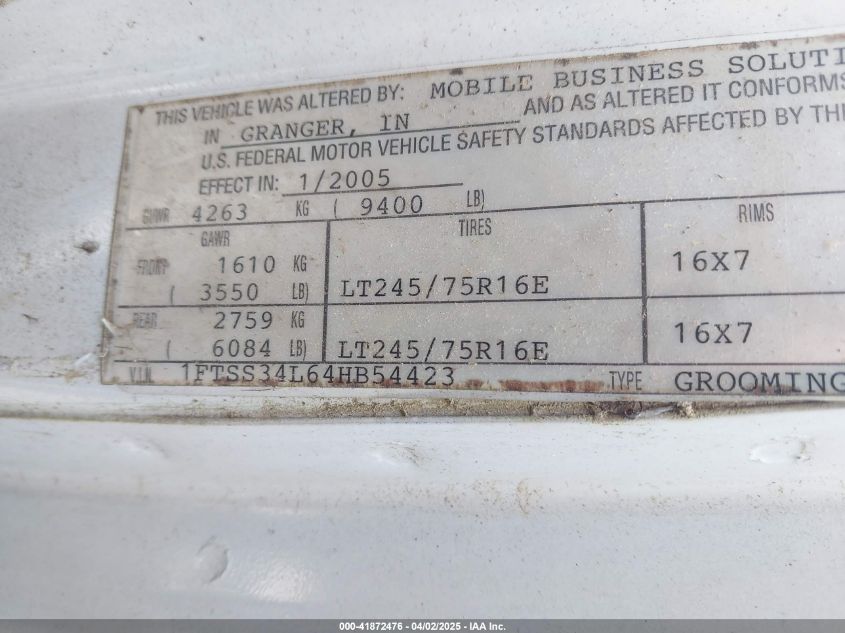 THIS VEHICLE WAS ALTERED BY: MOBILE BUSINESS SOLUTI
IN GRANGER, IN AND AS ALTERED IT CONFORMS
U.S. FEDERAL MOTOR VEHICLE SAFETY STANDARDS AFFECTED BY THE
EFFECT IN: 1/2005
GVWR 4263 KG ( 9400 LB)
GAWR TIRES RIMS
FRONT 1610 KG
( 3550 LB) LT245/75R16E 16X7
REAR 2759 KG
( 6084 LB) LT245/75R16E 16X7
V.I.N. 1FTSS34L64HB54423 TYPE GROOMING
000-41872476 - 04/02/2025 - IAA Inc.